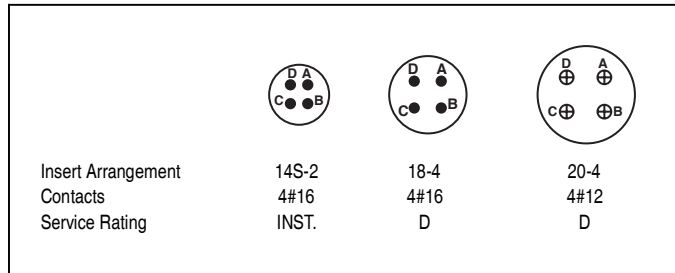 D A D A D A
C B C B C B
Insert Arrangement 14S-2 18-4 20-4
Contacts 4#16 4#16 4#12
Service Rating INST. D D